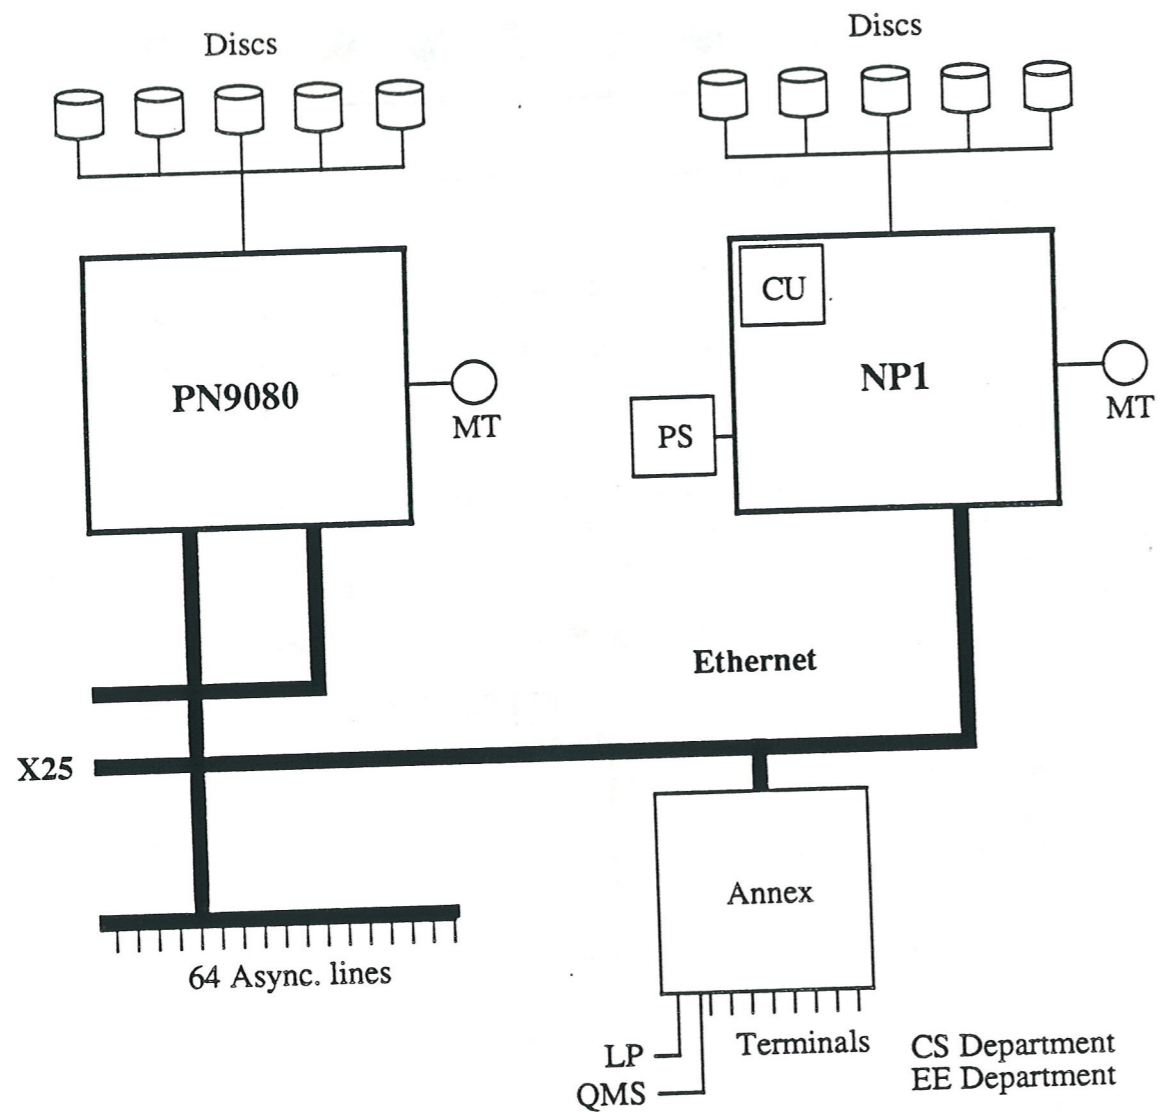 Discs
Discs
CU
PN9080
NP1
MT
PS
MT
Ethernet
X25
Annex
64 Async. lines
LP
Terminals
QMS
CS Department
EE Department